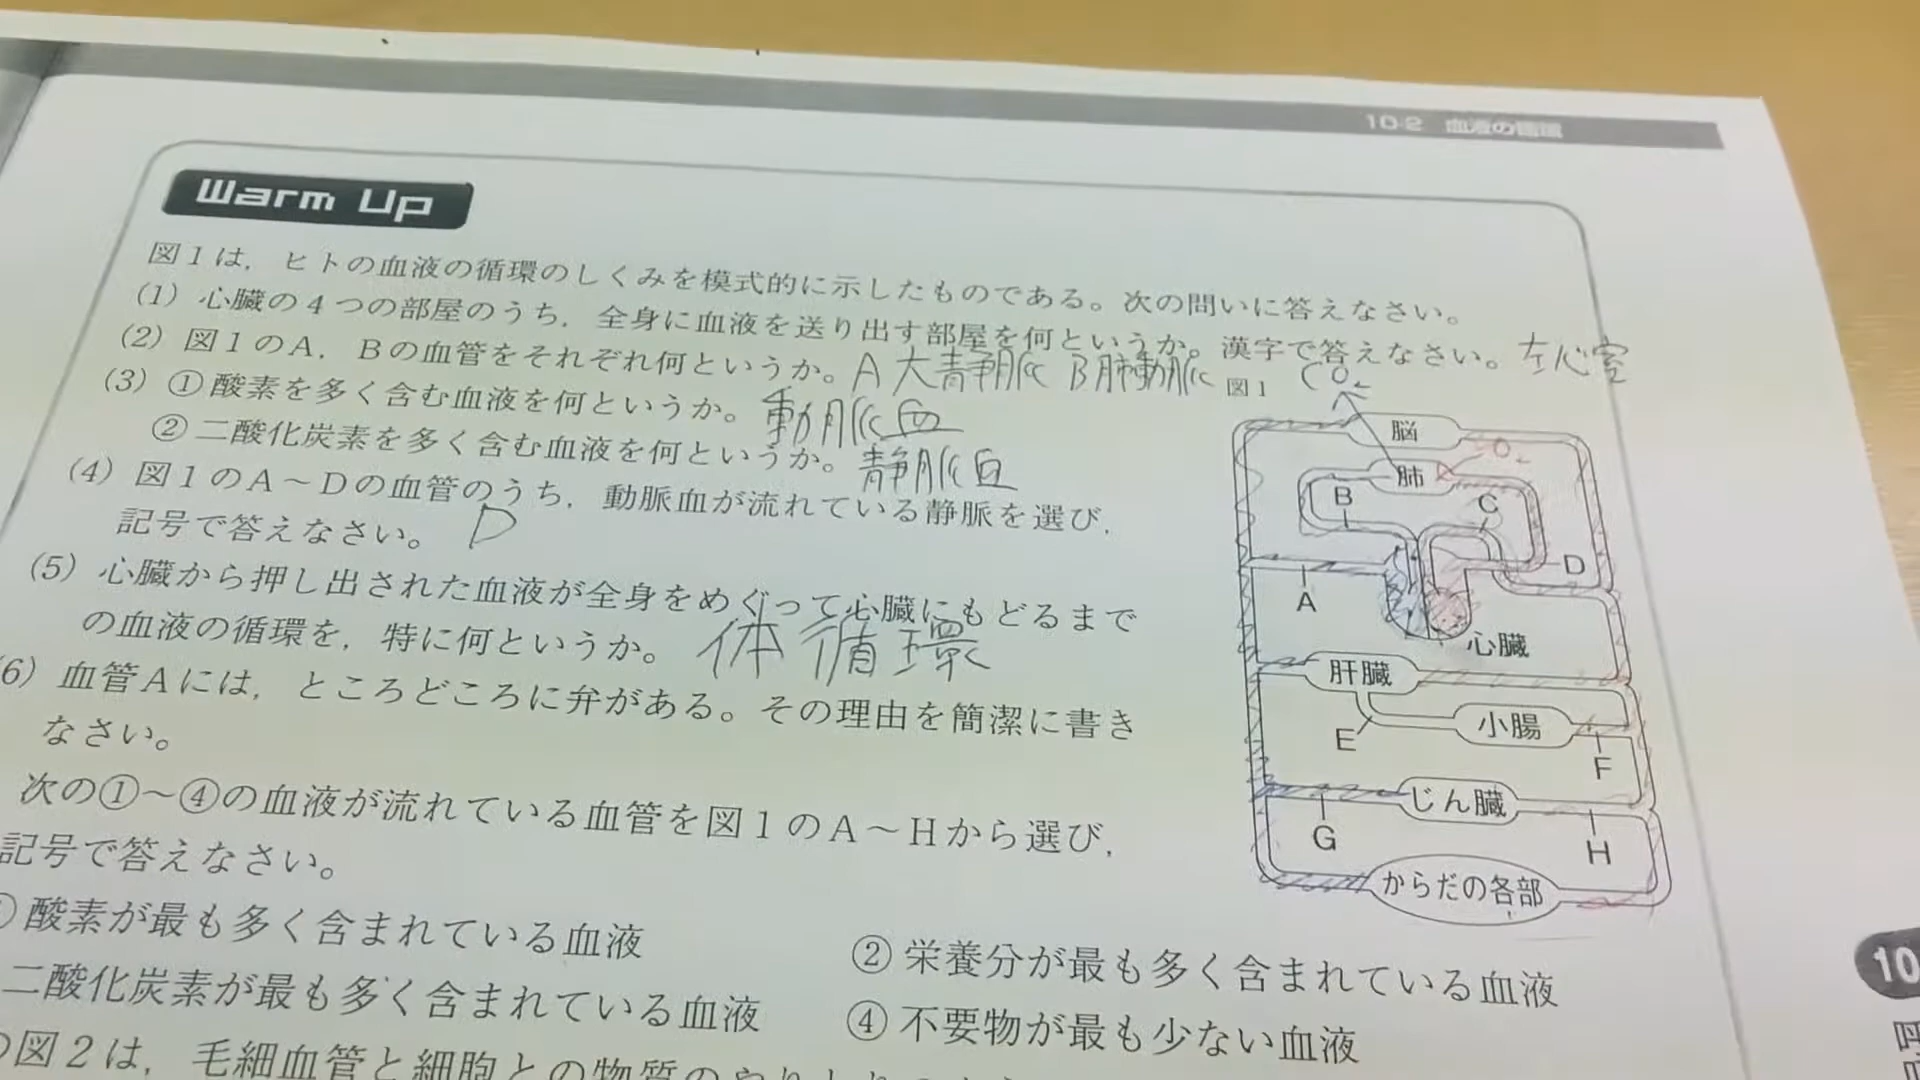 10-2 血液の循環
Warm Up
図1は，ヒトの血液の循環のしくみを模式的に示したものである。次の問いに答えなさい。
(1) 心臓の4つの部屋のうち，全身に血液を送り出す部屋を何というか。漢字で答えなさい。左心室
(2) 図1のA，Bの血管をそれぞれ何というか。A 大静脈 B 肺動脈
(3) ①酸素を多く含む血液を何というか。動脈血
②二酸化炭素を多く含む血液を何というか。静脈血
(4) 図1のA～Dの血管のうち，動脈血が流れている静脈を選び，
記号で答えなさい。D
(5) 心臓から押し出された血液が全身をめぐって心臓にもどるまで
の血液の循環を，特に何というか。体循環
(6) 血管Aには，ところどころに弁がある。その理由を簡潔に書き
なさい。
次の①～④の血液が流れている血管を図1のA～Hから選び，
記号で答えなさい。
酸素が最も多く含まれている血液
②栄養分が最も多く含まれている血液
二酸化炭素が最も多く含まれている血液
④不要物が最も少ない血液
図2は，毛細血管と細胞との物質のやりとり
図1
CO₂
脳
O₂
肺
B
C
D
A
心臓
肝臓
E
小腸
F
じん臓
G
H
からだの各部
10